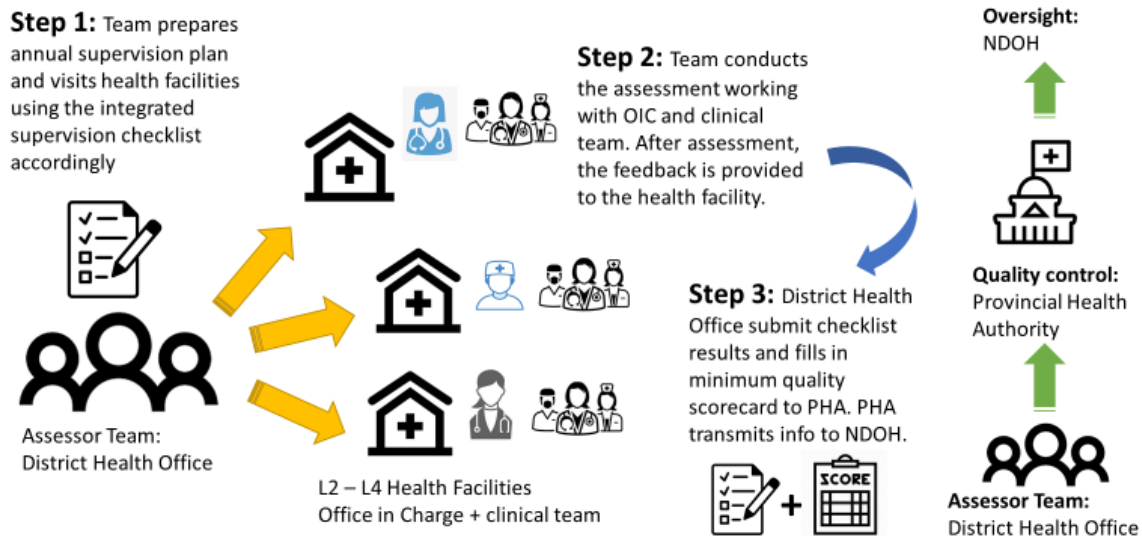 Step 1: Team prepares
annual supervision plan
and visits health facilities
using the integrated
supervision checklist
accordingly
Assessor Team:
District Health Office
L2 – L4 Health Facilities
Office in Charge + clinical team
Step 2: Team conducts
the assessment working
with OIC and clinical
team. After assessment,
the feedback is provided
to the health facility.
Step 3: District Health
Office submit checklist
results and fills in
minimum quality
scorecard to PHA. PHA
transmits info to NDOH.
+
SCORE
Oversight:
NDOH
Quality control:
Provincial Health
Authority
Assessor Team:
District Health Office